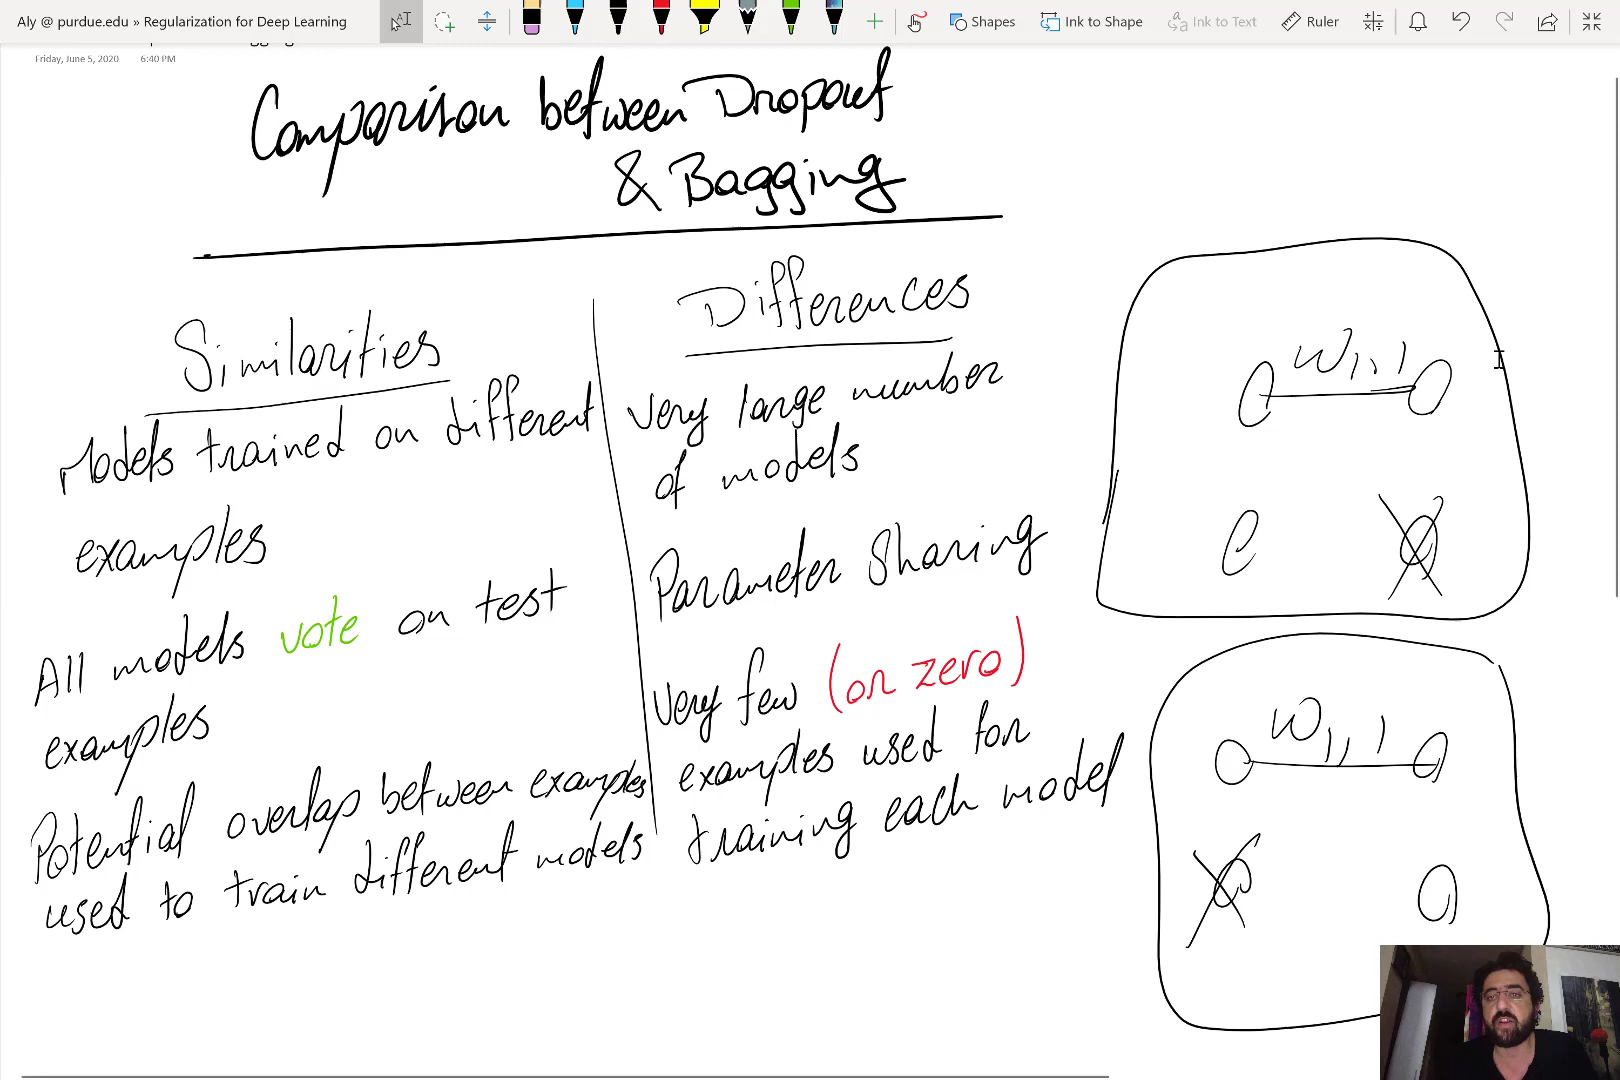 Aly @ purdue.edu » Regularization for Deep Learning
Shapes
Ink to Shape
Ink to Text
Ruler
Friday, June 5, 2020 6:40 PM
Comparison between Dropout
& Bagging
Similarities
Models trained on different
examples
All models vote on test
examples
Potential overlap between examples
used to train different models
Differences
Very large number
of models
Parameter Sharing
Very few (or zero)
examples used for
training each model
W1,1
W1,1